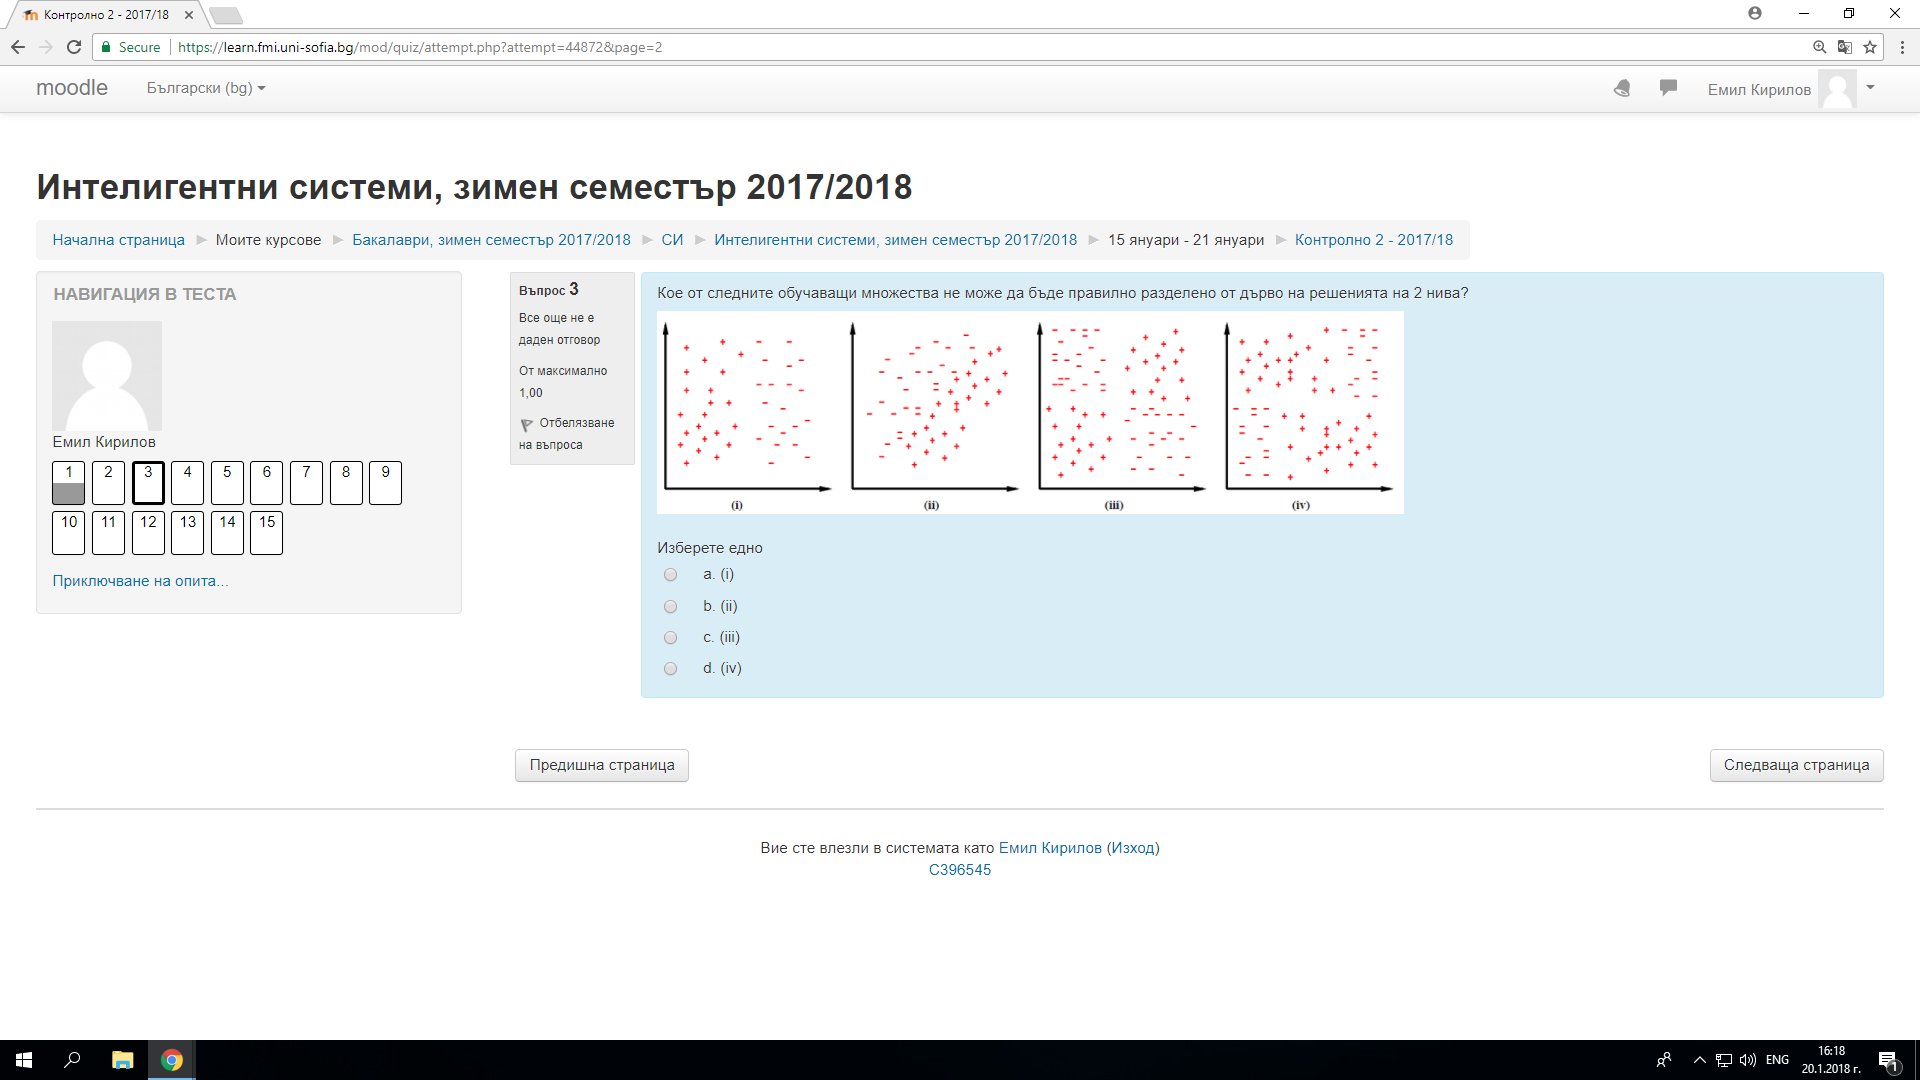 Контролно 2 - 2017/18
Secure https://learn.fmi.uni-sofia.bg/mod/quiz/attempt.php?attempt=44872&page=2
moodle Български (bg) Емил Кирилов
Интелигентни системи, зимен семестър 2017/2018
Начална страница ► Моите курсове ► Бакалаври, зимен семестър 2017/2018 ► СИ ► Интелигентни системи, зимен семестър 2017/2018 ► 15 януари - 21 януари ► Контролно 2 - 2017/18
НАВИГАЦИЯ В ТЕСТА
Емил Кирилов
1 2 3 4 5 6 7 8 9
10 11 12 13 14 15
Приключване на опита...
Въпрос 3
Все още не е
даден отговор
От максимално
1,00
Отбелязване
на въпроса
Кое от следните обучаващи множества не може да бъде правилно разделено от дърво на решенията на 2 нива?
(i) (ii) (iii) (iv)
Изберете едно
a. (i)
b. (ii)
c. (iii)
d. (iv)
Предишна страница Следваща страница
Вие сте влезли в системата като Емил Кирилов (Изход)
С396545
ENG 16:18
20.1.2018 г.
1